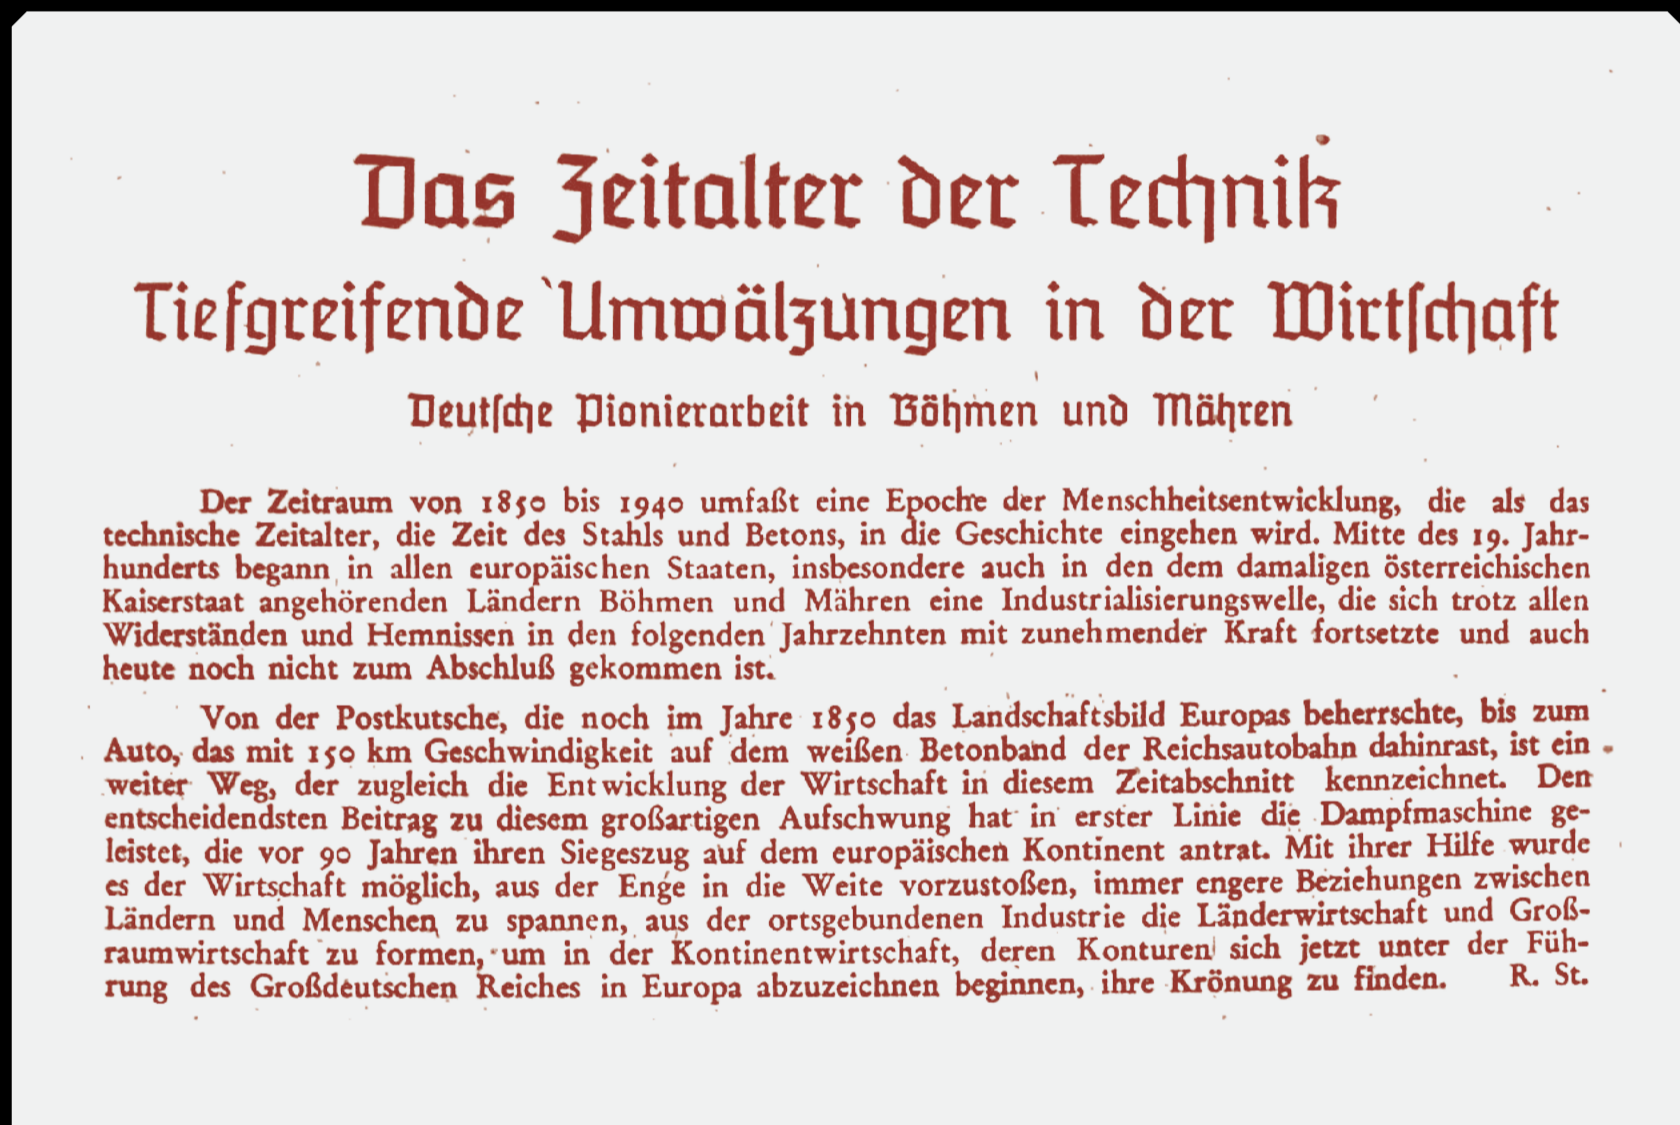 Das Zeitalter der Technik
Tiefgreifende Umwälzungen in der Wirtſchaft
Deutſche Pionierarbeit in Böhmen und Mähren
Der Zeitraum von 1850 bis 1940 umfaßt eine Epoche der Menschheitsentwicklung, die als das
technische Zeitalter, die Zeit des Stahls und Betons, in die Geschichte eingehen wird. Mitte des 19. Jahr-
hunderts begann in allen europäischen Staaten, insbesondere auch in den dem damaligen österreichischen
Kaiserstaat angehörenden Ländern Böhmen und Mähren eine Industrialisierungswelle, die sich trotz allen
Widerständen und Hemnissen in den folgenden Jahrzehnten mit zunehmender Kraft fortsetzte und auch
heute noch nicht zum Abschluß gekommen ist.
Von der Postkutsche, die noch im Jahre 1850 das Landschaftsbild Europas beherrschte, bis zum
Auto, das mit 150 km Geschwindigkeit auf dem weißen Betonband der Reichsautobahn dahinrast, ist ein
weiter Weg, der zugleich die Entwicklung der Wirtschaft in diesem Zeitabschnitt kennzeichnet. Den
entscheidendsten Beitrag zu diesem großartigen Aufschwung hat in erster Linie die Dampfmaschine ge-
leistet, die vor 90 Jahren ihren Siegeszug auf dem europäischen Kontinent antrat. Mit ihrer Hilfe wurde
es der Wirtschaft möglich, aus der Enge in die Weite vorzustoßen, immer engere Beziehungen zwischen
Ländern und Menschen zu spannen, aus der ortsgebundenen Industrie die Länderwirtschaft und Groß-
raumwirtschaft zu formen, um in der Kontinentwirtschaft, deren Konturen sich jetzt unter der Füh-
rung des Großdeutschen Reiches in Europa abzuzeichnen beginnen, ihre Krönung zu finden. R. St.